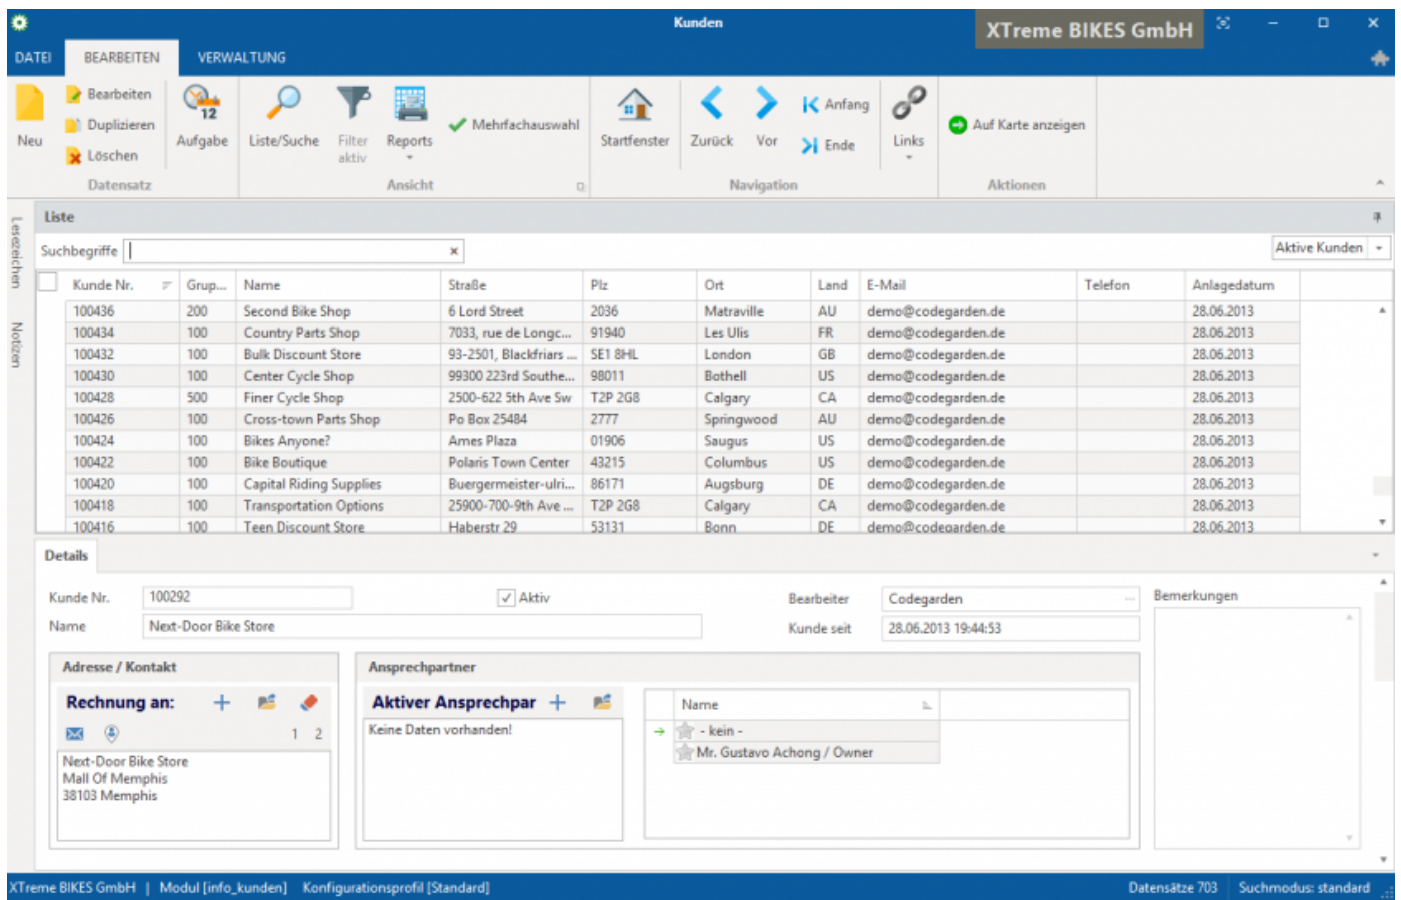 Kunden
XTreme BIKES GmbH
DATEI BEARBEITEN VERWALTUNG
Neu
Bearbeiten
Duplizieren
Löschen
Datensatz
12
Aufgabe
Liste/Suche
Filter
aktiv
Reports
Mehrfachauswahl
Ansicht
Startfenster
Zurück
Vor
Anfang
Ende
Navigation
Links
Auf Karte anzeigen
Aktionen
Lesezeichen
Notizen
Liste
Suchbegriffe
Aktive Kunden
Kunde Nr. Grup... Name Straße Plz Ort Land E-Mail Telefon Anlagedatum
100436 200 Second Bike Shop 6 Lord Street 2036 Matraville AU demo@codegarden.de 28.06.2013
100434 100 Country Parts Shop 7033, rue de Longc... 91940 Les Ulis FR demo@codegarden.de 28.06.2013
100432 100 Bulk Discount Store 93-2501, Blackfriars ... SE1 8HL London GB demo@codegarden.de 28.06.2013
100430 100 Center Cycle Shop 99300 223rd Southe... 98011 Bothell US demo@codegarden.de 28.06.2013
100428 500 Finer Cycle Shop 2500-622 5th Ave Sw T2P 2G8 Calgary CA demo@codegarden.de 28.06.2013
100426 100 Cross-town Parts Shop Po Box 25484 2777 Springwood AU demo@codegarden.de 28.06.2013
100424 100 Bikes Anyone? Ames Plaza 01906 Saugus US demo@codegarden.de 28.06.2013
100422 100 Bike Boutique Polaris Town Center 43215 Columbus US demo@codegarden.de 28.06.2013
100420 100 Capital Riding Supplies Buergermeister-ulri... 86171 Augsburg DE demo@codegarden.de 28.06.2013
100418 100 Transportation Options 25900-700-9th Ave ... T2P 2G8 Calgary CA demo@codegarden.de 28.06.2013
100416 100 Teen Discount Store Haberstr 29 53131 Bonn DE demo@codegarden.de 28.06.2013
Details
Kunde Nr. 100292 Aktiv Bearbeiter Codegarden ... Bemerkungen
Name Next-Door Bike Store Kunde seit 28.06.2013 19:44:53
Adresse / Kontakt
Rechnung an:
1 2
Next-Door Bike Store
Mall Of Memphis
38103 Memphis
Ansprechpartner
Aktiver Ansprechpar
Keine Daten vorhanden!
Name
- kein -
Mr. Gustavo Achong / Owner
XTreme BIKES GmbH | Modul [info_kunden] Konfigurationsprofil [Standard] Datensätze 703 Suchmodus: standard